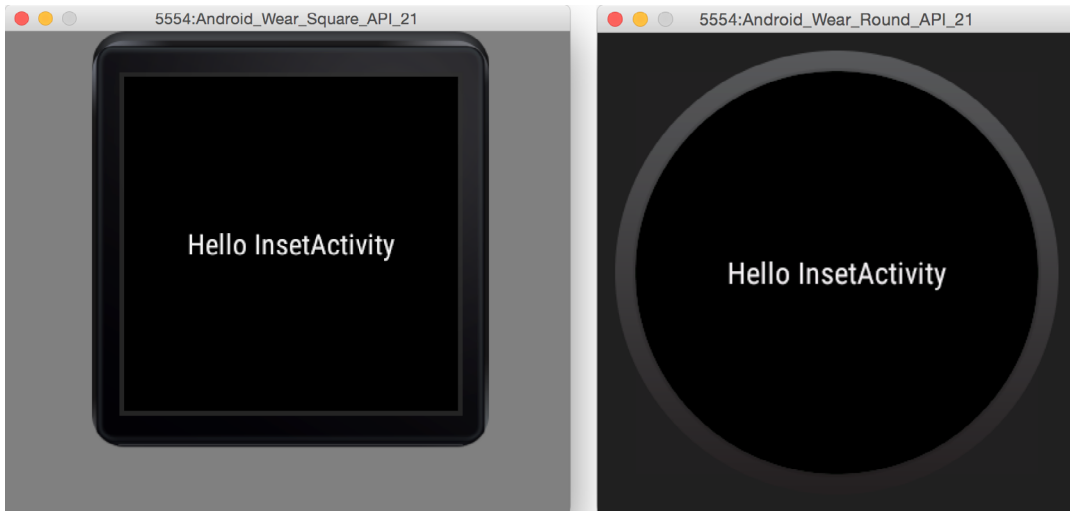 5554:Android_Wear_Square_API_21
Hello InsetActivity
5554:Android_Wear_Round_API_21
Hello InsetActivity